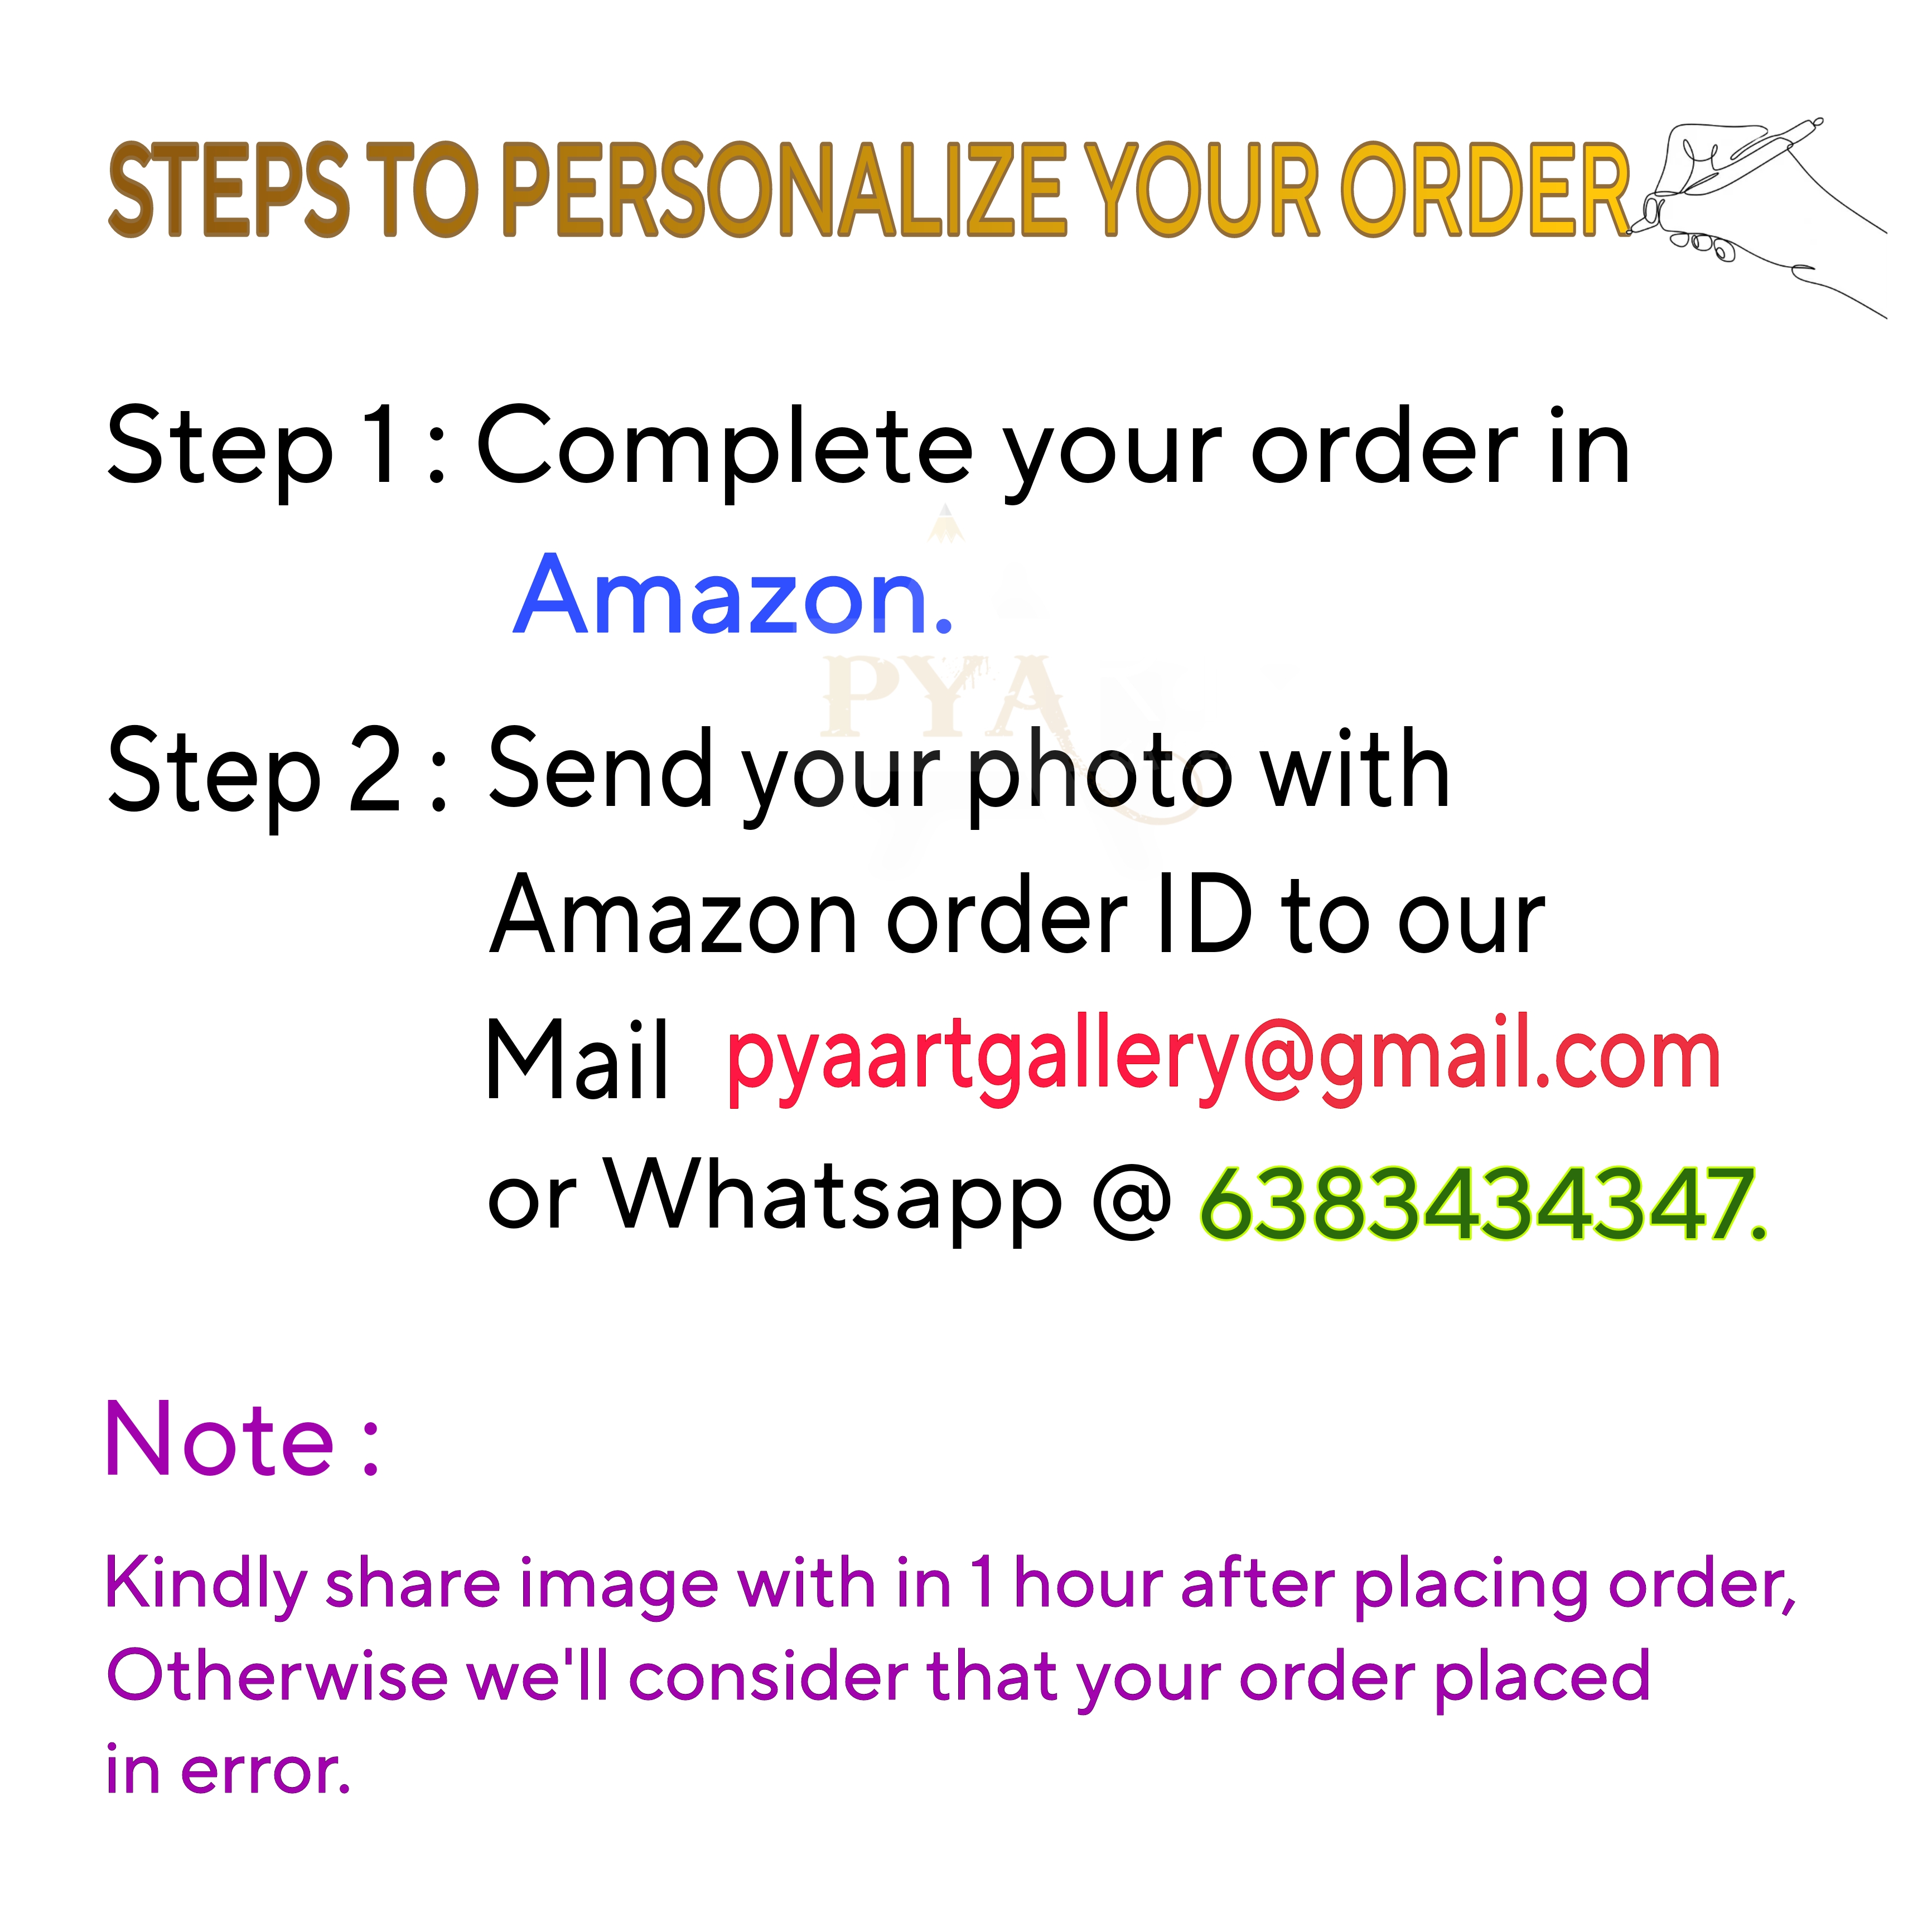 STEPS TO PERSONALIZE YOUR ORDER
Step 1 : Complete your order in
Amazon.
PYA
Step 2 : Send your photo with
Amazon order ID to our
Mail pyaartgallery@gmail.com
or Whatsapp @ 6383434347.
Note :
Kindly share image with in 1 hour after placing order,
Otherwise we'll consider that your order placed
in error.